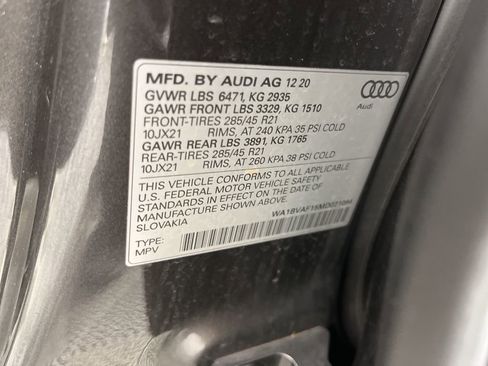 MFD. BY AUDI AG 12 20
GVWR LBS 6471, KG 2935
GAWR FRONT LBS 3329, KG 1510
FRONT-TIRES 285/45 R21
10JX21 RIMS, AT 240 KPA 35 PSI COLD
GAWR REAR LBS 3891, KG 1765
REAR-TIRES 285/45 R21
10JX21 RIMS, AT 260 KPA 38 PSI COLD
THIS VEHICLE CONFORMS TO ALL APPLICABLE
U.S. FEDERAL MOTOR VEHICLE SAFETY
STANDARDS IN EFFECT ON THE DATE OF
MANUFACTURE SHOWN ABOVE.
SLOVAKIA
TYPE:
MPV
Audi